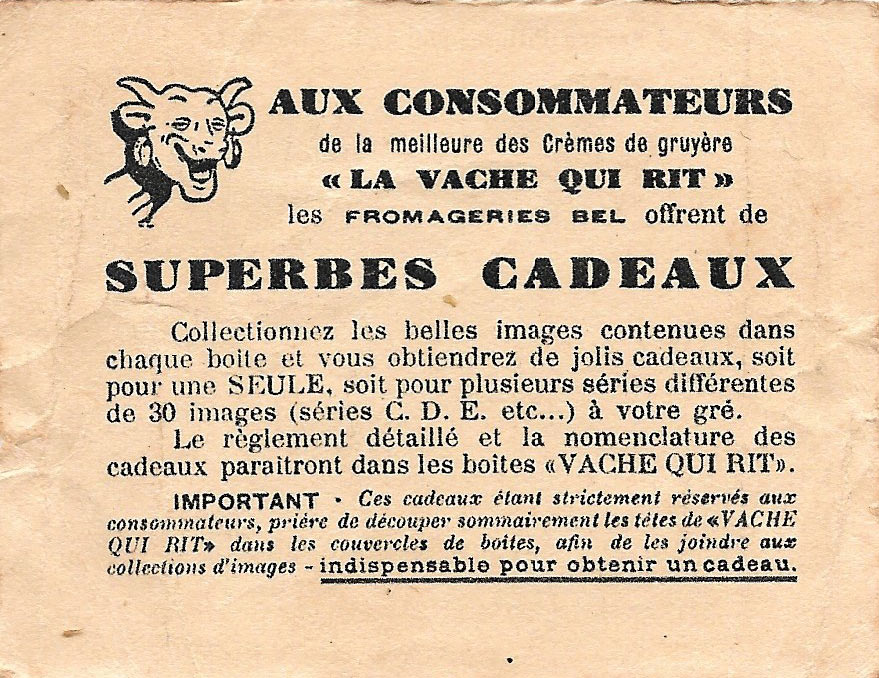 AUX CONSOMMATEURS
de la meilleure des Crèmes de gruyère
« LA VACHE QUI RIT »
les FROMAGERIES BEL offrent de
SUPERBES CADEAUX
Collectionnez les belles images contenues dans
chaque boite et vous obtiendrez de jolis cadeaux, soit
pour une SEULE, soit pour plusieurs séries différentes
de 30 images (séries C. D. E. etc...) à votre gré.
Le règlement détaillé et la nomenclature des
cadeaux paraitront dans les boites «VACHE QUI RIT».
IMPORTANT - Ces cadeaux étant strictement réservés aux
consommateurs, prière de découper sommairement les têtes de «VACHE
QUI RIT» dans les couvercles de boites, afin de les joindre aux
collections d'images - indispensable pour obtenir un cadeau.